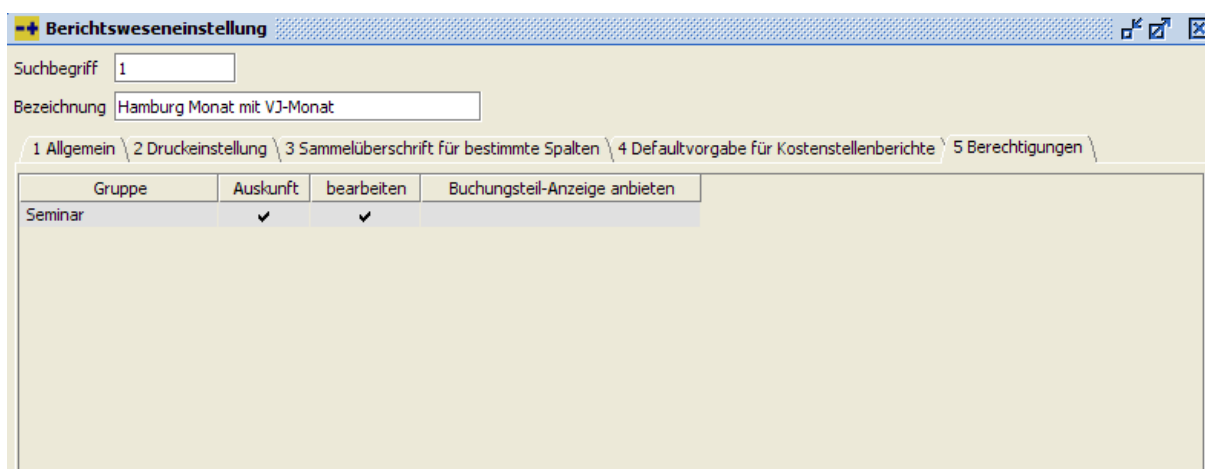 Berichtsweseneinstellung
Suchbegriff 1
Bezeichnung Hamburg Monat mit VJ-Monat
1 Allgemein 2 Druckeinstellung 3 Sammelüberschrift für bestimmte Spalten 4 Defaultvorgabe für Kostenstellenberichte 5 Berechtigungen
Gruppe Auskunft bearbeiten Buchungsteil-Anzeige anbieten
Seminar ✔ ✔